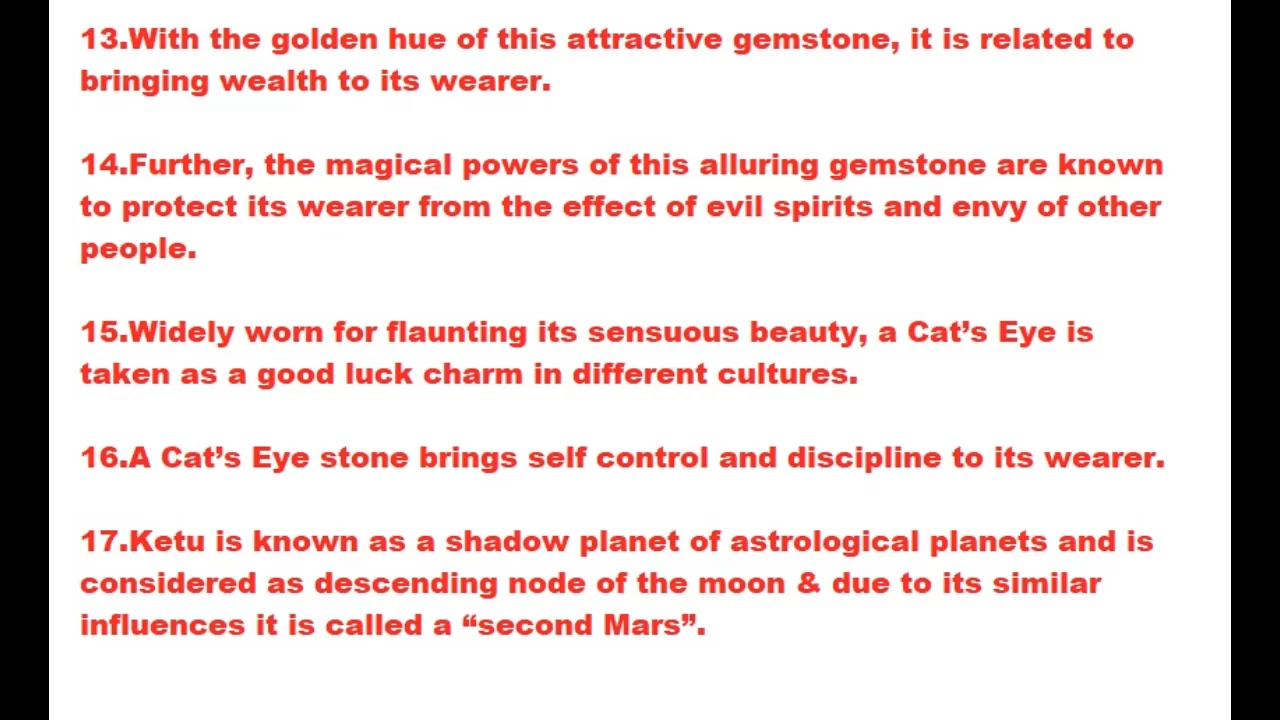 13.With the golden hue of this attractive gemstone, it is related to
bringing wealth to its wearer.
14.Further, the magical powers of this alluring gemstone are known
to protect its wearer from the effect of evil spirits and envy of other
people.
15.Widely worn for flaunting its sensuous beauty, a Cat’s Eye is
taken as a good luck charm in different cultures.
16.A Cat’s Eye stone brings self control and discipline to its wearer.
17.Ketu is known as a shadow planet of astrological planets and is
considered as descending node of the moon & due to its similar
influences it is called a “second Mars”.